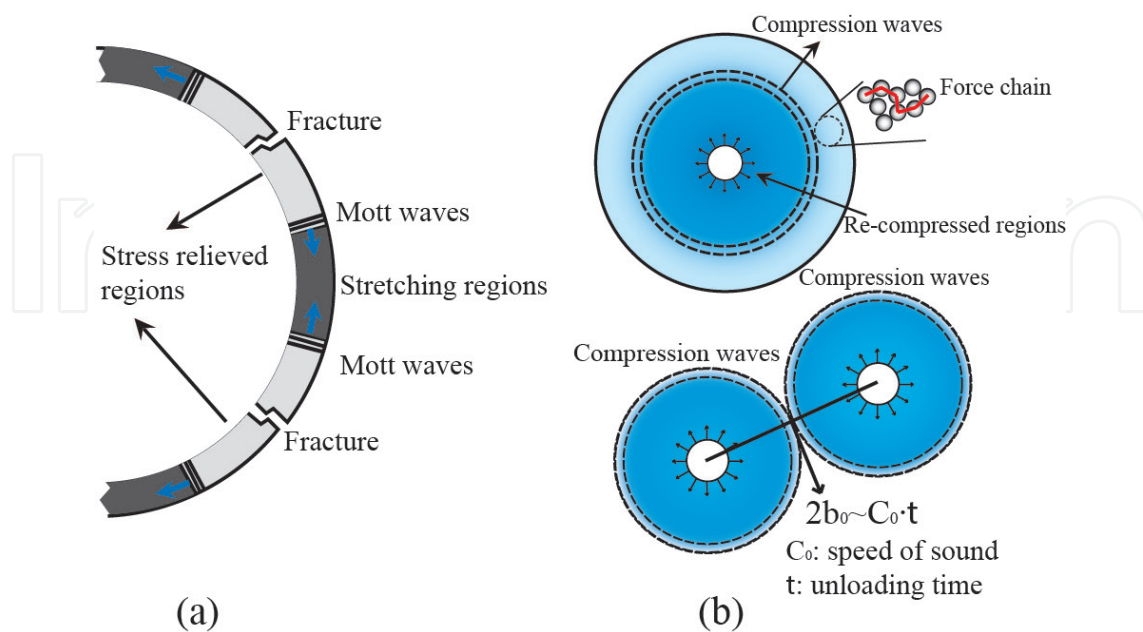 Fracture
Mott waves
Stress relieved
regions
Stretching regions
Mott waves
Fracture
(a)
Compression waves
Force chain
Re-compressed regions
Compression waves
Compression waves
2b₀~C₀·t
C₀: speed of sound
t: unloading time
(b)